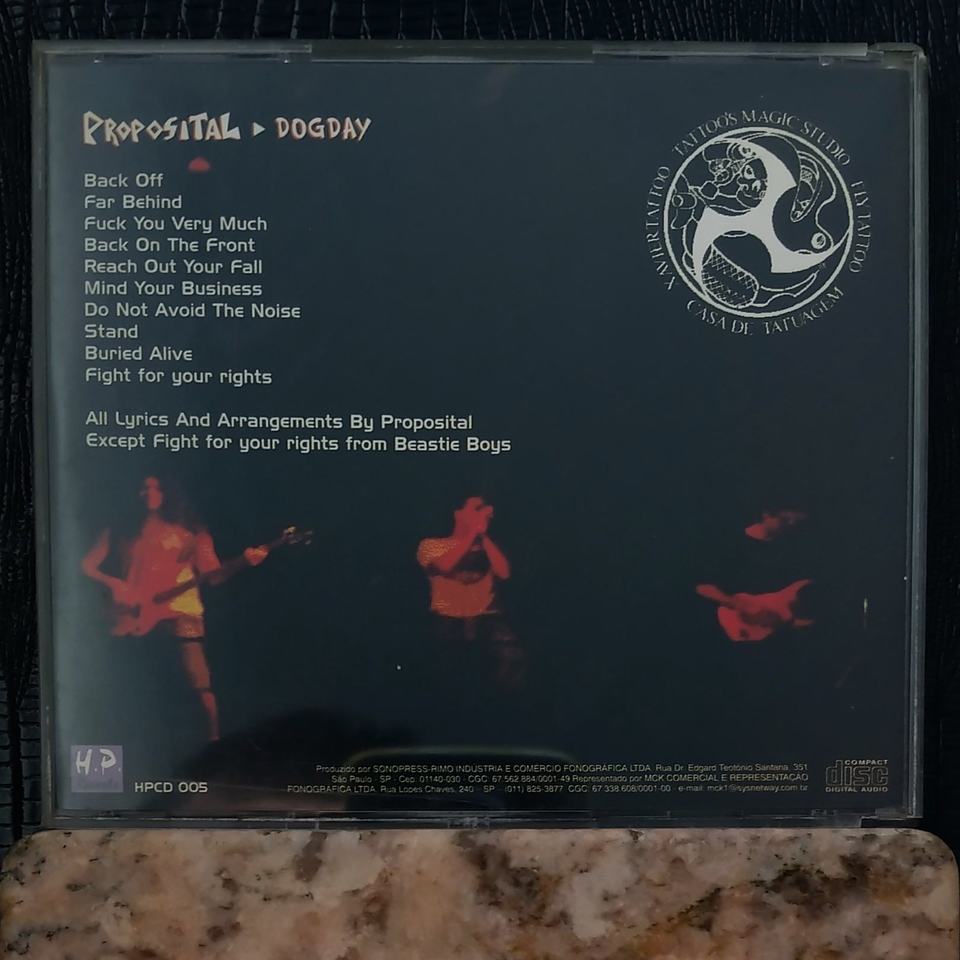 PROPOSITAL ▸ DOGDAY
Back Off
Far Behind
Fuck You Very Much
Back On The Front
Reach Out Your Fall
Mind Your Business
Do Not Avoid The Noise
Stand
Buried Alive
Fight for your rights
All Lyrics And Arrangements By Proposital
Except Fight for your rights from Beastie Boys
TATTOO'S MAGIC STUDIO
FLYTATTOO
CASA DE TATUAGEM
XAVIERTATTOO
H.P.
HPCD 005
Produzido por SONOPRESS-RIMO INDÚSTRIA E COMÉRCIO FONOGRÁFICA LTDA. Rua Dr. Edgard Teotônio Santana, 351
São Paulo - SP - Cep: 01140-030 - CGC: 67.562.884/0001-49 Representado por MCK COMERCIAL E REPRESENTAÇÃO
FONOGRÁFICA LTDA. Rua Lopes Chaves, 240 - SP - (011) 825-3877 CGC: 67.338.608/0001-00 - e-mail: mck1@sysnetway.com.br
COMPACT
disc
DIGITAL AUDIO